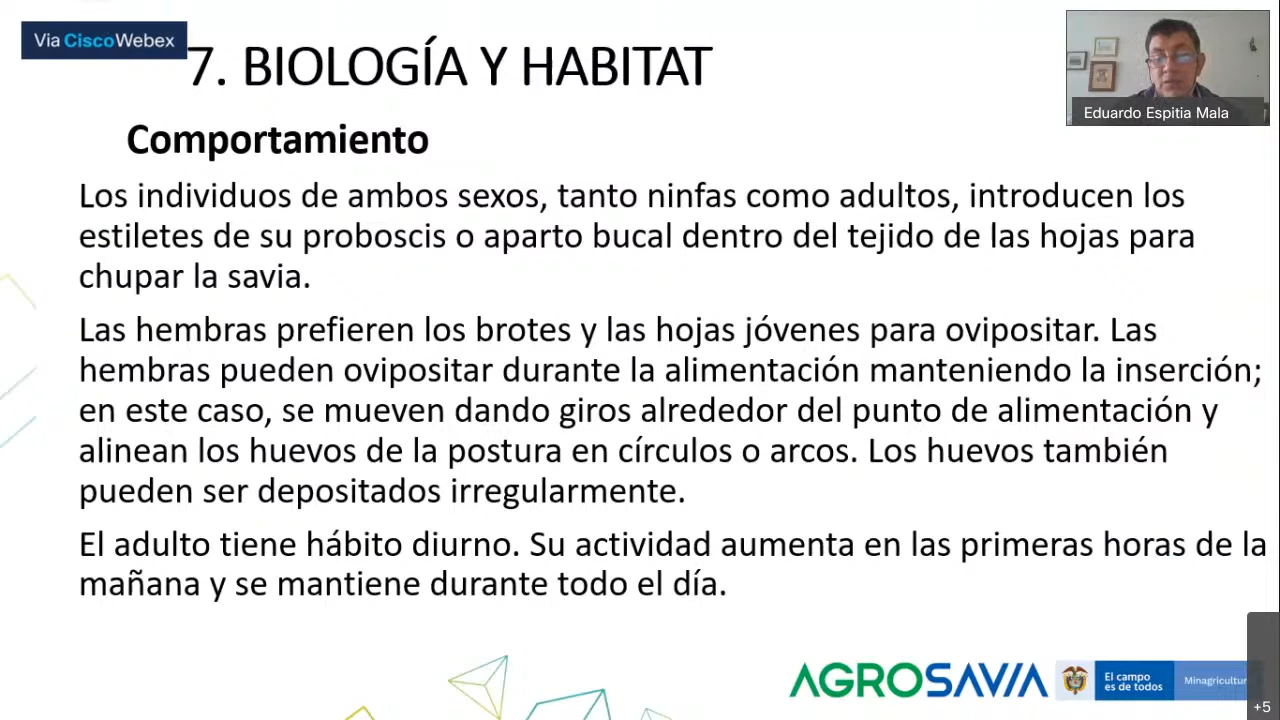 Vía CiscoWebex
7. BIOLOGÍA Y HABITAT
Eduardo Espitia Mala
Comportamiento
Los individuos de ambos sexos, tanto ninfas como adultos, introducen los
estiletes de su proboscis o aparto bucal dentro del tejido de las hojas para
chupar la savia.
Las hembras prefieren los brotes y las hojas jóvenes para ovipositar. Las
hembras pueden ovipositar durante la alimentación manteniendo la inserción;
en este caso, se mueven dando giros alrededor del punto de alimentación y
alinean los huevos de la postura en círculos o arcos. Los huevos también
pueden ser depositados irregularmente.
El adulto tiene hábito diurno. Su actividad aumenta en las primeras horas de la
mañana y se mantiene durante todo el día.
AGROSAVIA
El campo
es de todos
Minagricultur
+5